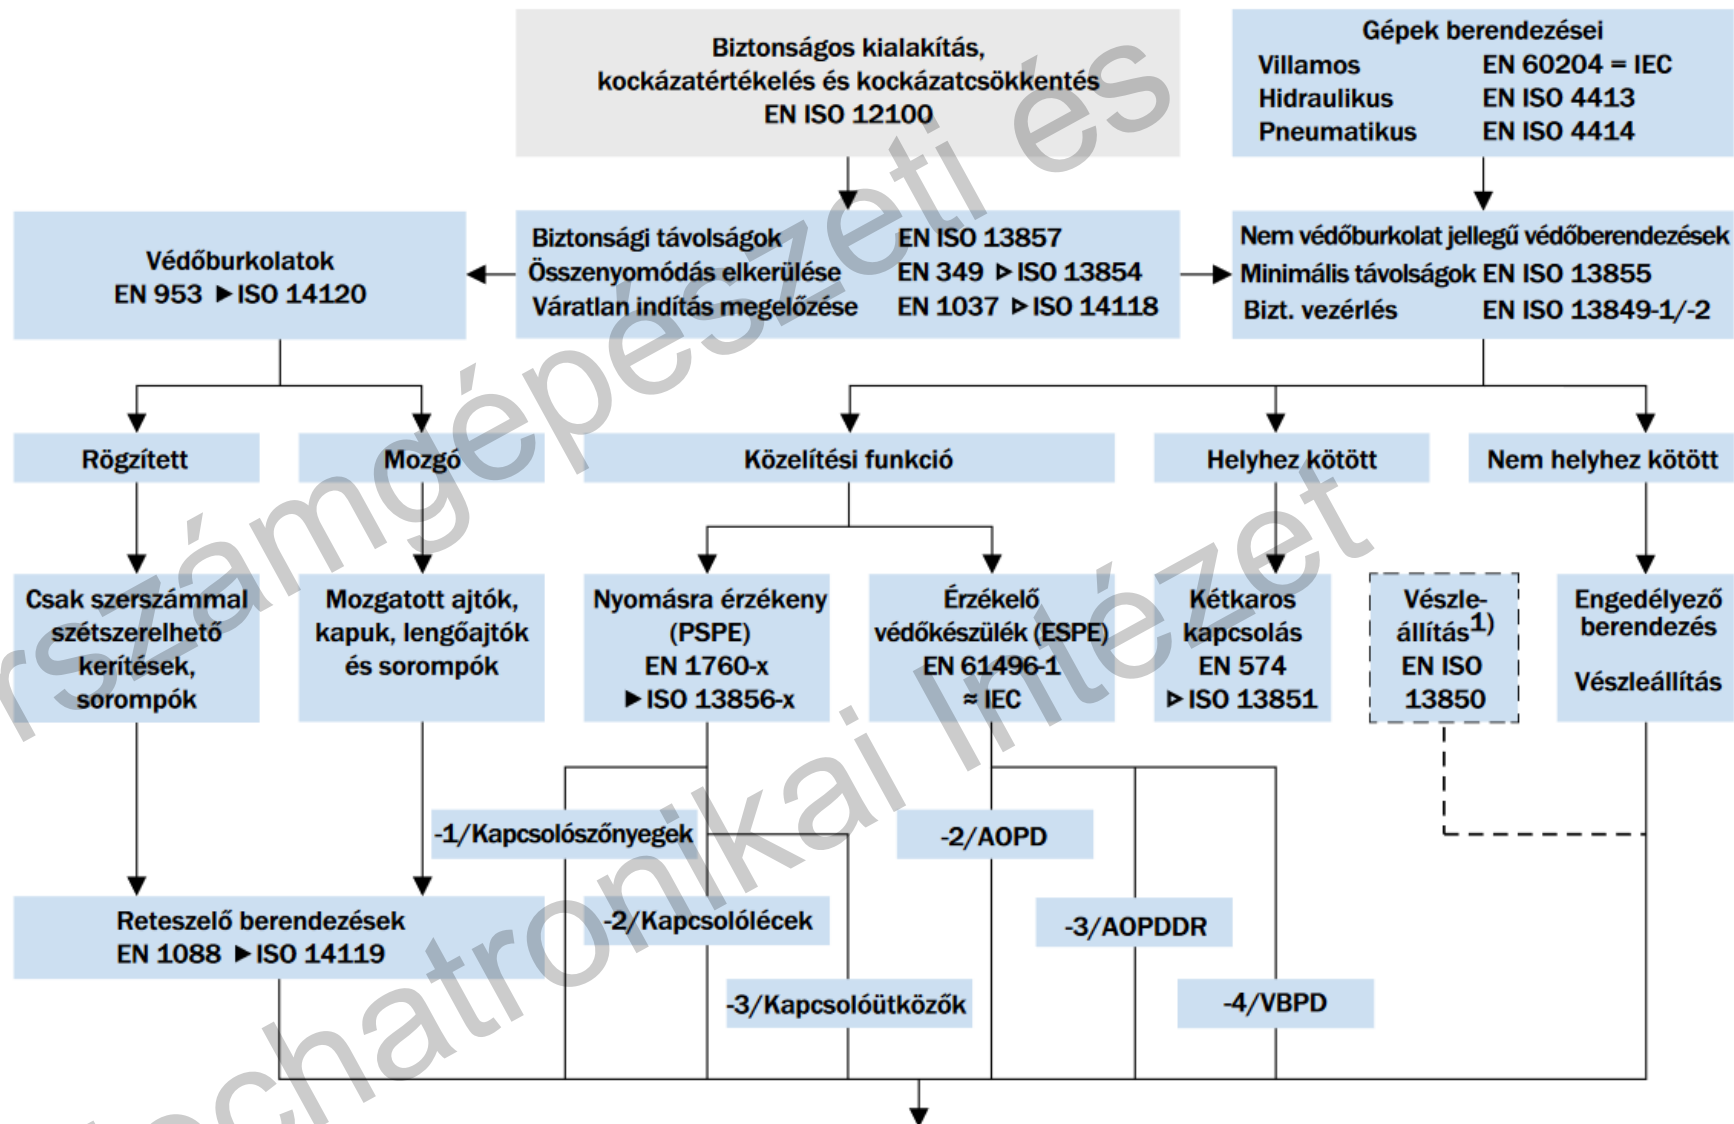 Biztonságos kialakítás,
kockázatértékelés és kockázatcsökkentés
EN ISO 12100
Gépek berendezései
Villamos EN 60204 = IEC
Hidraulikus EN ISO 4413
Pneumatikus EN ISO 4414
Védőburkolatok
EN 953 ▶ ISO 14120
Biztonsági távolságok EN ISO 13857
Összenyomódás elkerülése EN 349 ▷ ISO 13854
Váratlan indítás megelőzése EN 1037 ▷ ISO 14118
Nem védőburkolat jellegű védőberendezések
Minimális távolságok EN ISO 13855
Bizt. vezérlés EN ISO 13849-1/-2
Rögzített
Mozgó
Közelítési funkció
Helyhez kötött
Nem helyhez kötött
Csak szerszámmal
szétszerelhető
kerítések,
sorompók
Mozgatott ajtók,
kapuk, lengőajtók
és sorompók
Nyomásra érzékeny
(PSPE)
EN 1760-x
▶ ISO 13856-x
Érzékelő
védőkészülék (ESPE)
EN 61496-1
≈ IEC
Kétkaros
kapcsolás
EN 574
▷ ISO 13851
Vészle-
állítás1)
EN ISO
13850
Engedélyező
berendezés
Vészleállítás
-1/Kapcsolószőnyegek
-2/AOPD
Reteszelő berendezések
EN 1088 ▶ ISO 14119
-2/Kapcsolólécek
-3/AOPDDR
-3/Kapcsolóütközők
-4/VBPD
rszámgépészeti és
echatronikai Intézet